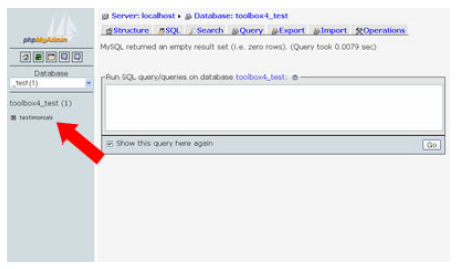 phpMyAdmin
Database
_test (1)
toolbox4_test (1)
testimonials
Server: localhost ▸ Database: toolbox4_test
Structure SQL Search Query Export Import Operations
MySQL returned an empty result set (i.e. zero rows). (Query took 0.0079 sec)
Run SQL query/queries on database toolbox4_test:
Show this query here again
Go